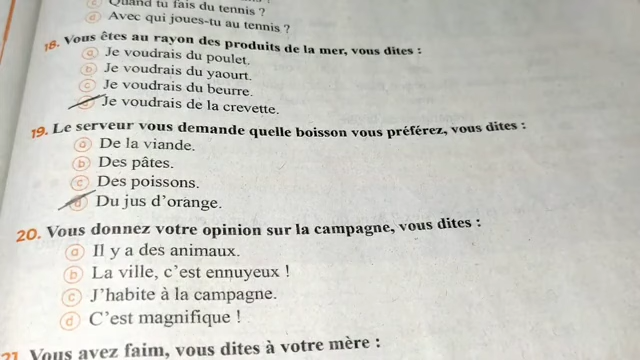 c Quand tu fais du tennis ?
d Avec qui joues-tu au tennis ?
18. Vous êtes au rayon des produits de la mer, vous dites :
a Je voudrais du poulet.
b Je voudrais du yaourt.
c Je voudrais du beurre.
d Je voudrais de la crevette.
19. Le serveur vous demande quelle boisson vous préférez, vous dites :
a De la viande.
b Des pâtes.
c Des poissons.
d Du jus d'orange.
20. Vous donnez votre opinion sur la campagne, vous dites :
a Il y a des animaux.
b La ville, c'est ennuyeux !
c J'habite à la campagne.
d C'est magnifique !
21 Vous avez faim, vous dites à votre mère :